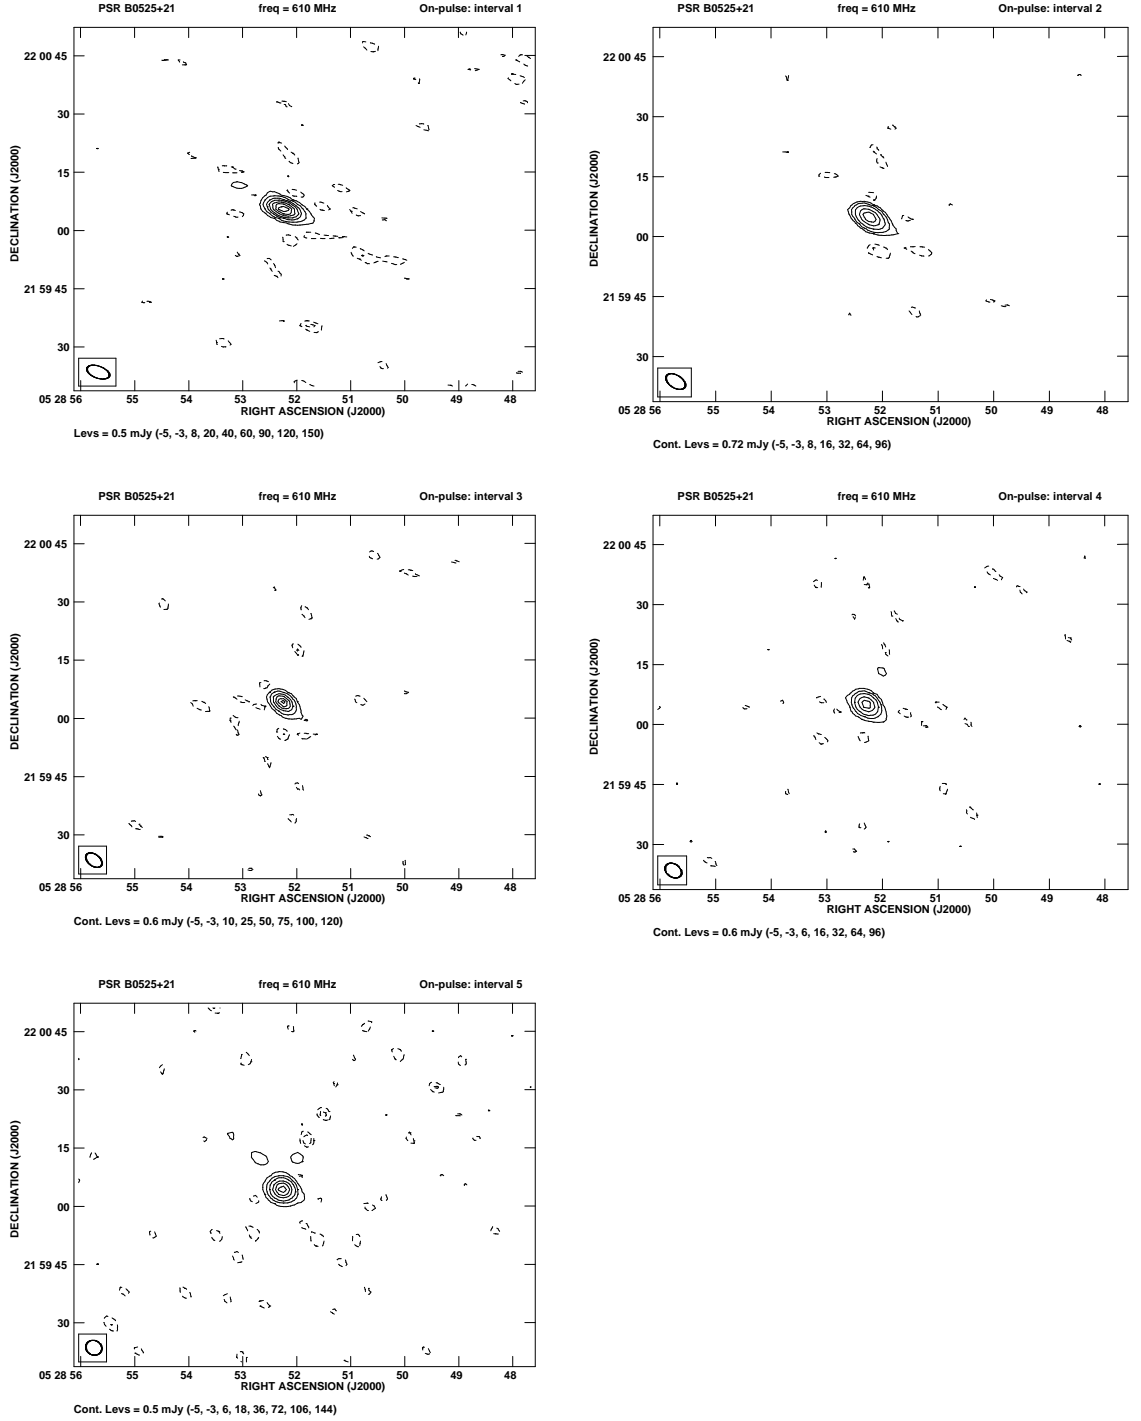 PSR B0525+21 freq = 610 MHz On-pulse: interval 1
DECLINATION (J2000)
22 00 45
30
15
00
21 59 45
30
05 28 56 55 54 53 52 51 50 49 48
RIGHT ASCENSION (J2000)
Levs = 0.5 mJy (-5, -3, 8, 20, 40, 60, 90, 120, 150)
PSR B0525+21 freq = 610 MHz On-pulse: interval 2
DECLINATION (J2000)
22 00 45
30
15
00
21 59 45
30
05 28 56 55 54 53 52 51 50 49 48
RIGHT ASCENSION (J2000)
Cont. Levs = 0.72 mJy (-5, -3, 8, 16, 32, 64, 96)
PSR B0525+21 freq = 610 MHz On-pulse: interval 3
DECLINATION (J2000)
22 00 45
30
15
00
21 59 45
30
05 28 56 55 54 53 52 51 50 49 48
RIGHT ASCENSION (J2000)
Cont. Levs = 0.6 mJy (-5, -3, 10, 25, 50, 75, 100, 120)
PSR B0525+21 freq = 610 MHz On-pulse: interval 4
DECLINATION (J2000)
22 00 45
30
15
00
21 59 45
30
05 28 56 55 54 53 52 51 50 49 48
RIGHT ASCENSION (J2000)
Cont. Levs = 0.6 mJy (-5, -3, 6, 16, 32, 64, 96)
PSR B0525+21 freq = 610 MHz On-pulse: interval 5
DECLINATION (J2000)
22 00 45
30
15
00
21 59 45
30
05 28 56 55 54 53 52 51 50 49 48
RIGHT ASCENSION (J2000)
Cont. Levs = 0.5 mJy (-5, -3, 6, 18, 36, 72, 106, 144)